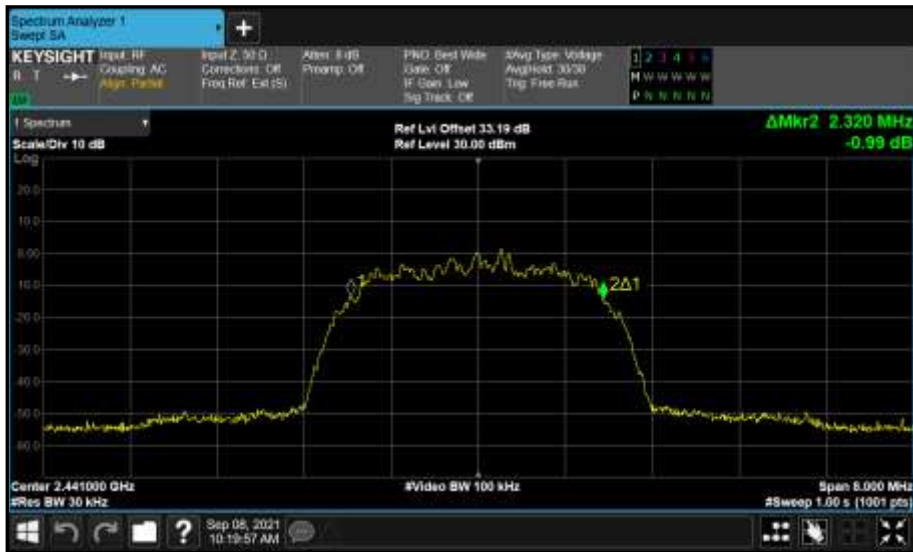 Spectrum Analyzer 1
Swept SA
+
KEYSIGHT
R T
Input: RF
Coupling: AC
Align: Partial
Input Z: 50 Ω
Corrections: Off
Freq Ref: Ext (S)
Atten: 8 dB
Preamp: Off
PNO: Best Wide
Gate: Off
IF Gain: Low
Sig Track: Off
#Avg Type: Voltage
Avg|Hold: 30/30
Trig: Free Run
1 2 3 4 5 6
M W W W W W
P N N N N N
1 Spectrum
Scale/Div 10 dB
Log
Ref Lvl Offset 33.19 dB
Ref Level 30.00 dBm
ΔMkr2 2.320 MHz
-0.99 dB
20.0
10.0
0.00
-10.0
-20.0
-30.0
-40.0
-50.0
-60.0
2Δ1
Center 2.441000 GHz
#Res BW 30 kHz
#Video BW 100 kHz
Span 8.000 MHz
#Sweep 1.00 s (1001 pts)
?
Sep 08, 2021
10:19:57 AM